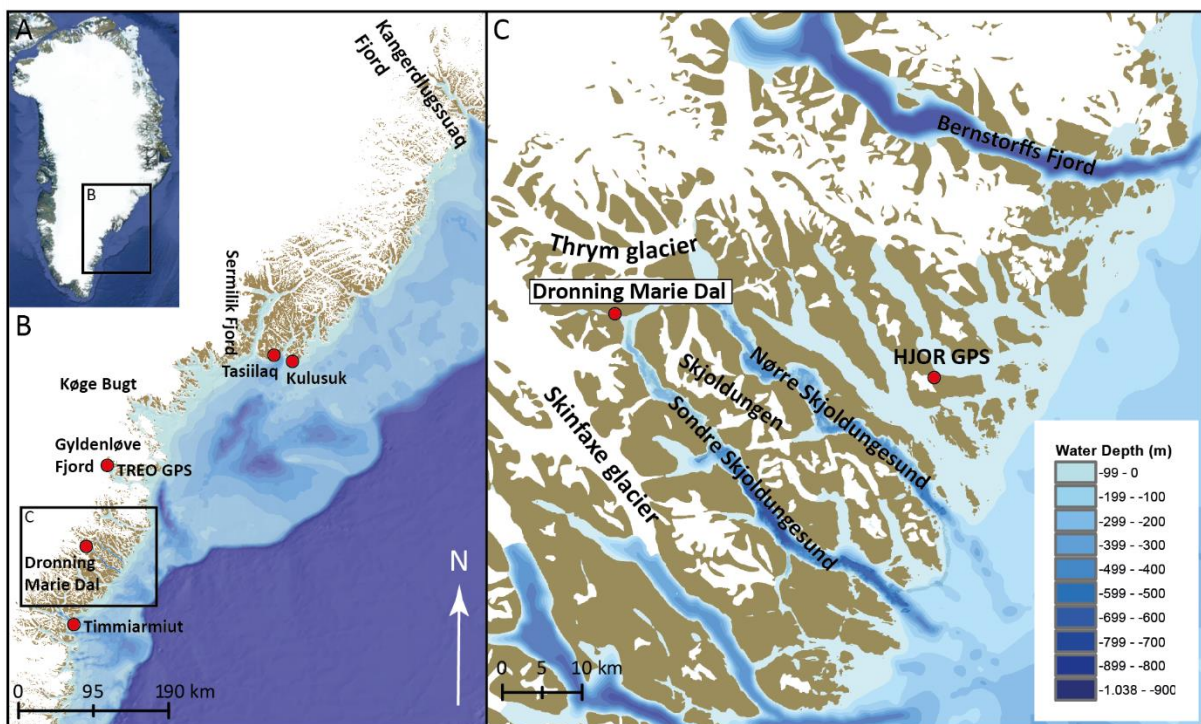 A
B
B
C
Kangerdlugssuaq
Fjord
Sermilik Fjord
Tasiilaq
Kulusuk
Køge Bugt
Gyldenløve
Fjord
TREO GPS
C
Dronning
Marie Dal
Timmiarmiut
N
0 95 190 km
Bernstorffs Fjord
Thrym glacier
Dronning Marie Dal
HJOR GPS
Nørre Skjoldungesund
Skjoldungen
Sondre Skjoldungesund
Skinfaxe glacier
0 5 10 km
Water Depth (m)
-99 - 0
-199 - -100
-299 - -200
-399 - -300
-499 - -400
-599 - -500
-699 - -600
-799 - -700
-899 - -800
-1.038 - -900